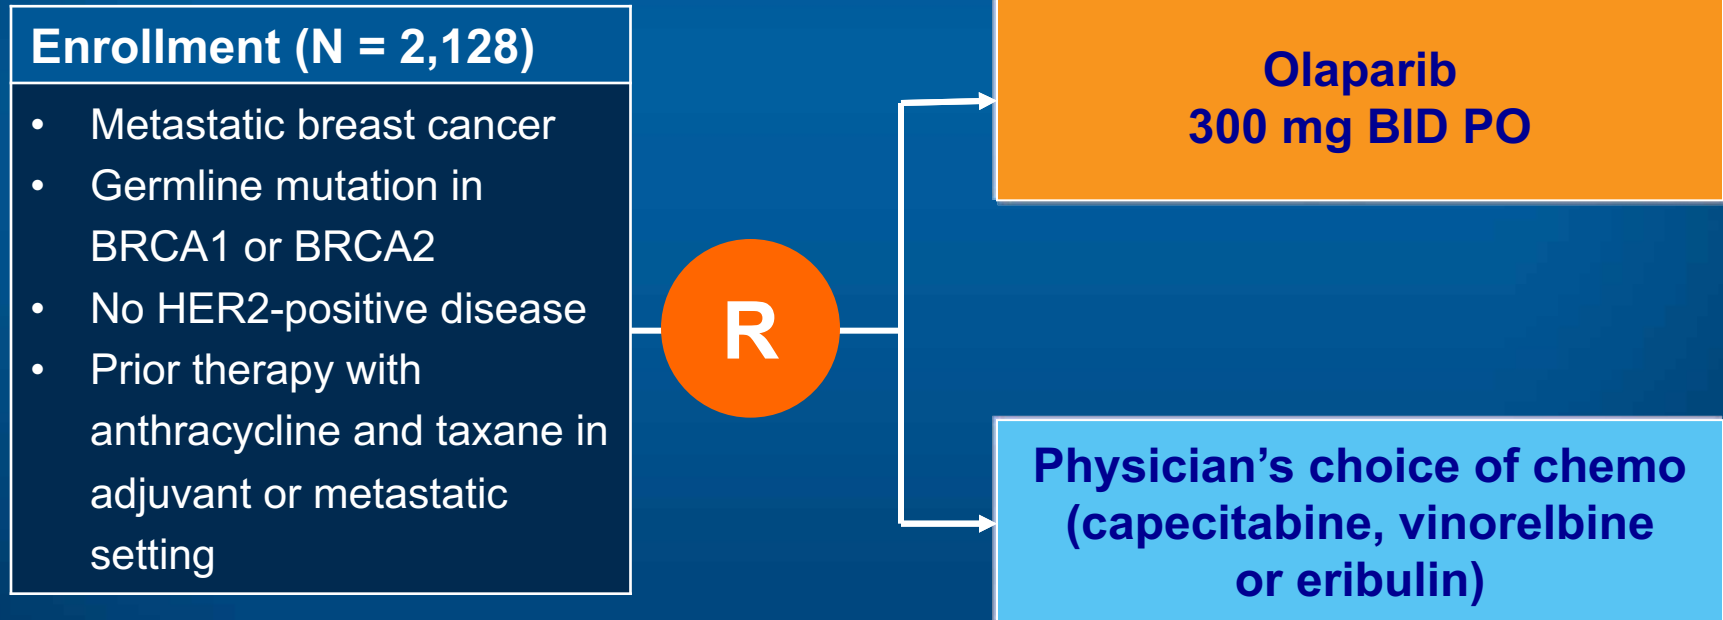 Enrollment (N = 2,128)
• Metastatic breast cancer
• Germline mutation in
BRCA1 or BRCA2
• No HER2-positive disease
• Prior therapy with
anthracycline and taxane in
adjuvant or metastatic
setting
R
Olaparib
300 mg BID PO
Physician’s choice of chemo
(capecitabine, vinorelbine
or eribulin)